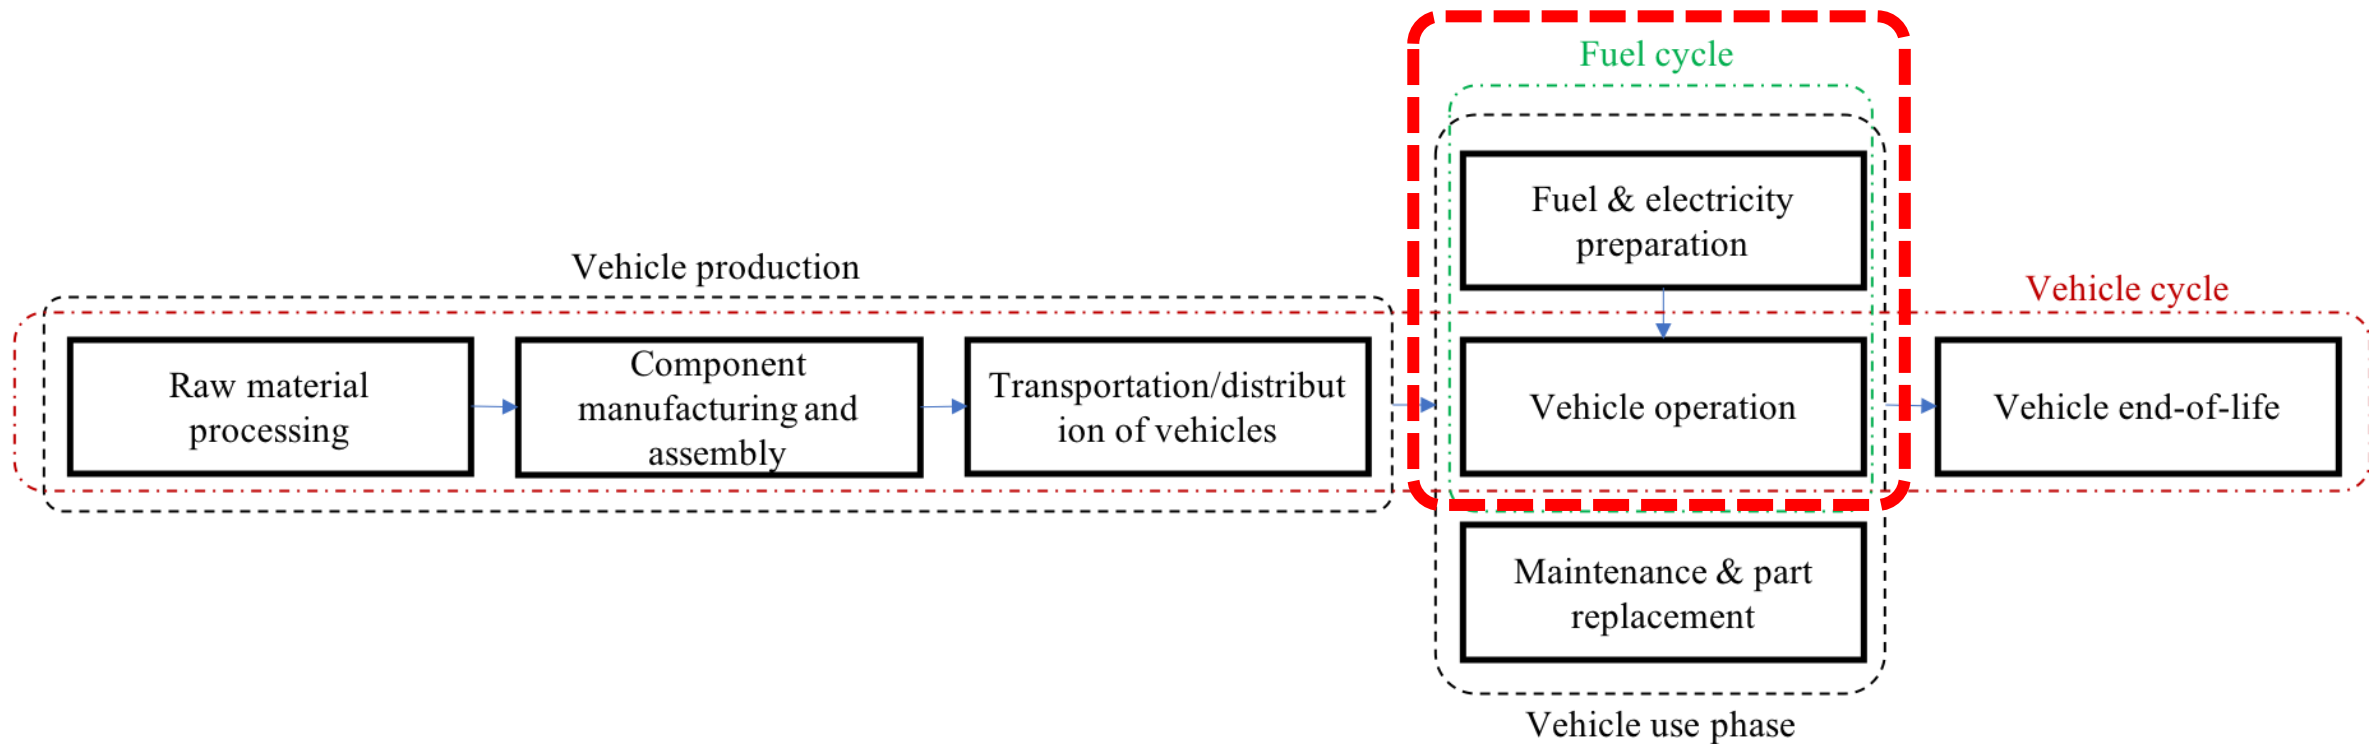 Fuel cycle
Fuel & electricity
preparation
Vehicle production
Vehicle cycle
Raw material
processing
Component
manufacturing and
assembly
Transportation/distribut
ion of vehicles
Vehicle operation
Vehicle end-of-life
Maintenance & part
replacement
Vehicle use phase